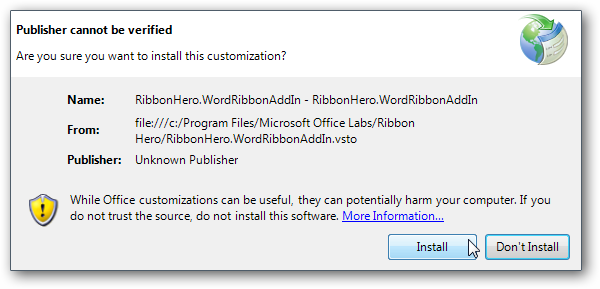 Publisher cannot be verified
Are you sure you want to install this customization?
Name: RibbonHero.WordRibbonAddIn - RibbonHero.WordRibbonAddIn
From: file:///c:/Program Files/Microsoft Office Labs/Ribbon
Hero/RibbonHero.WordRibbonAddIn.vsto
Publisher: Unknown Publisher
While Office customizations can be useful, they can potentially harm your computer. If you
do not trust the source, do not install this software. More Information...
Install Don't Install